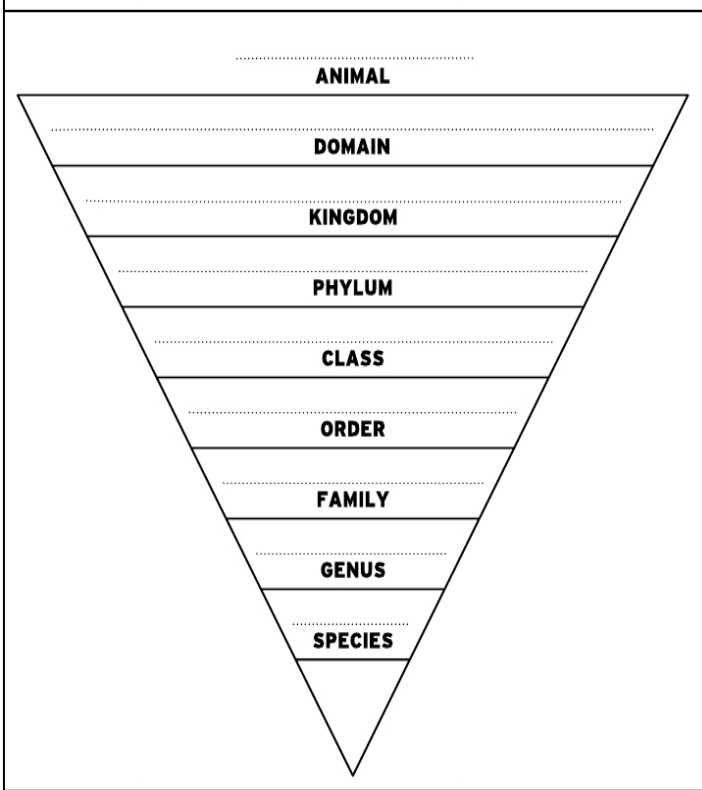 ANIMAL
DOMAIN
KINGDOM
PHYLUM
CLASS
ORDER
FAMILY
GENUS
SPECIES